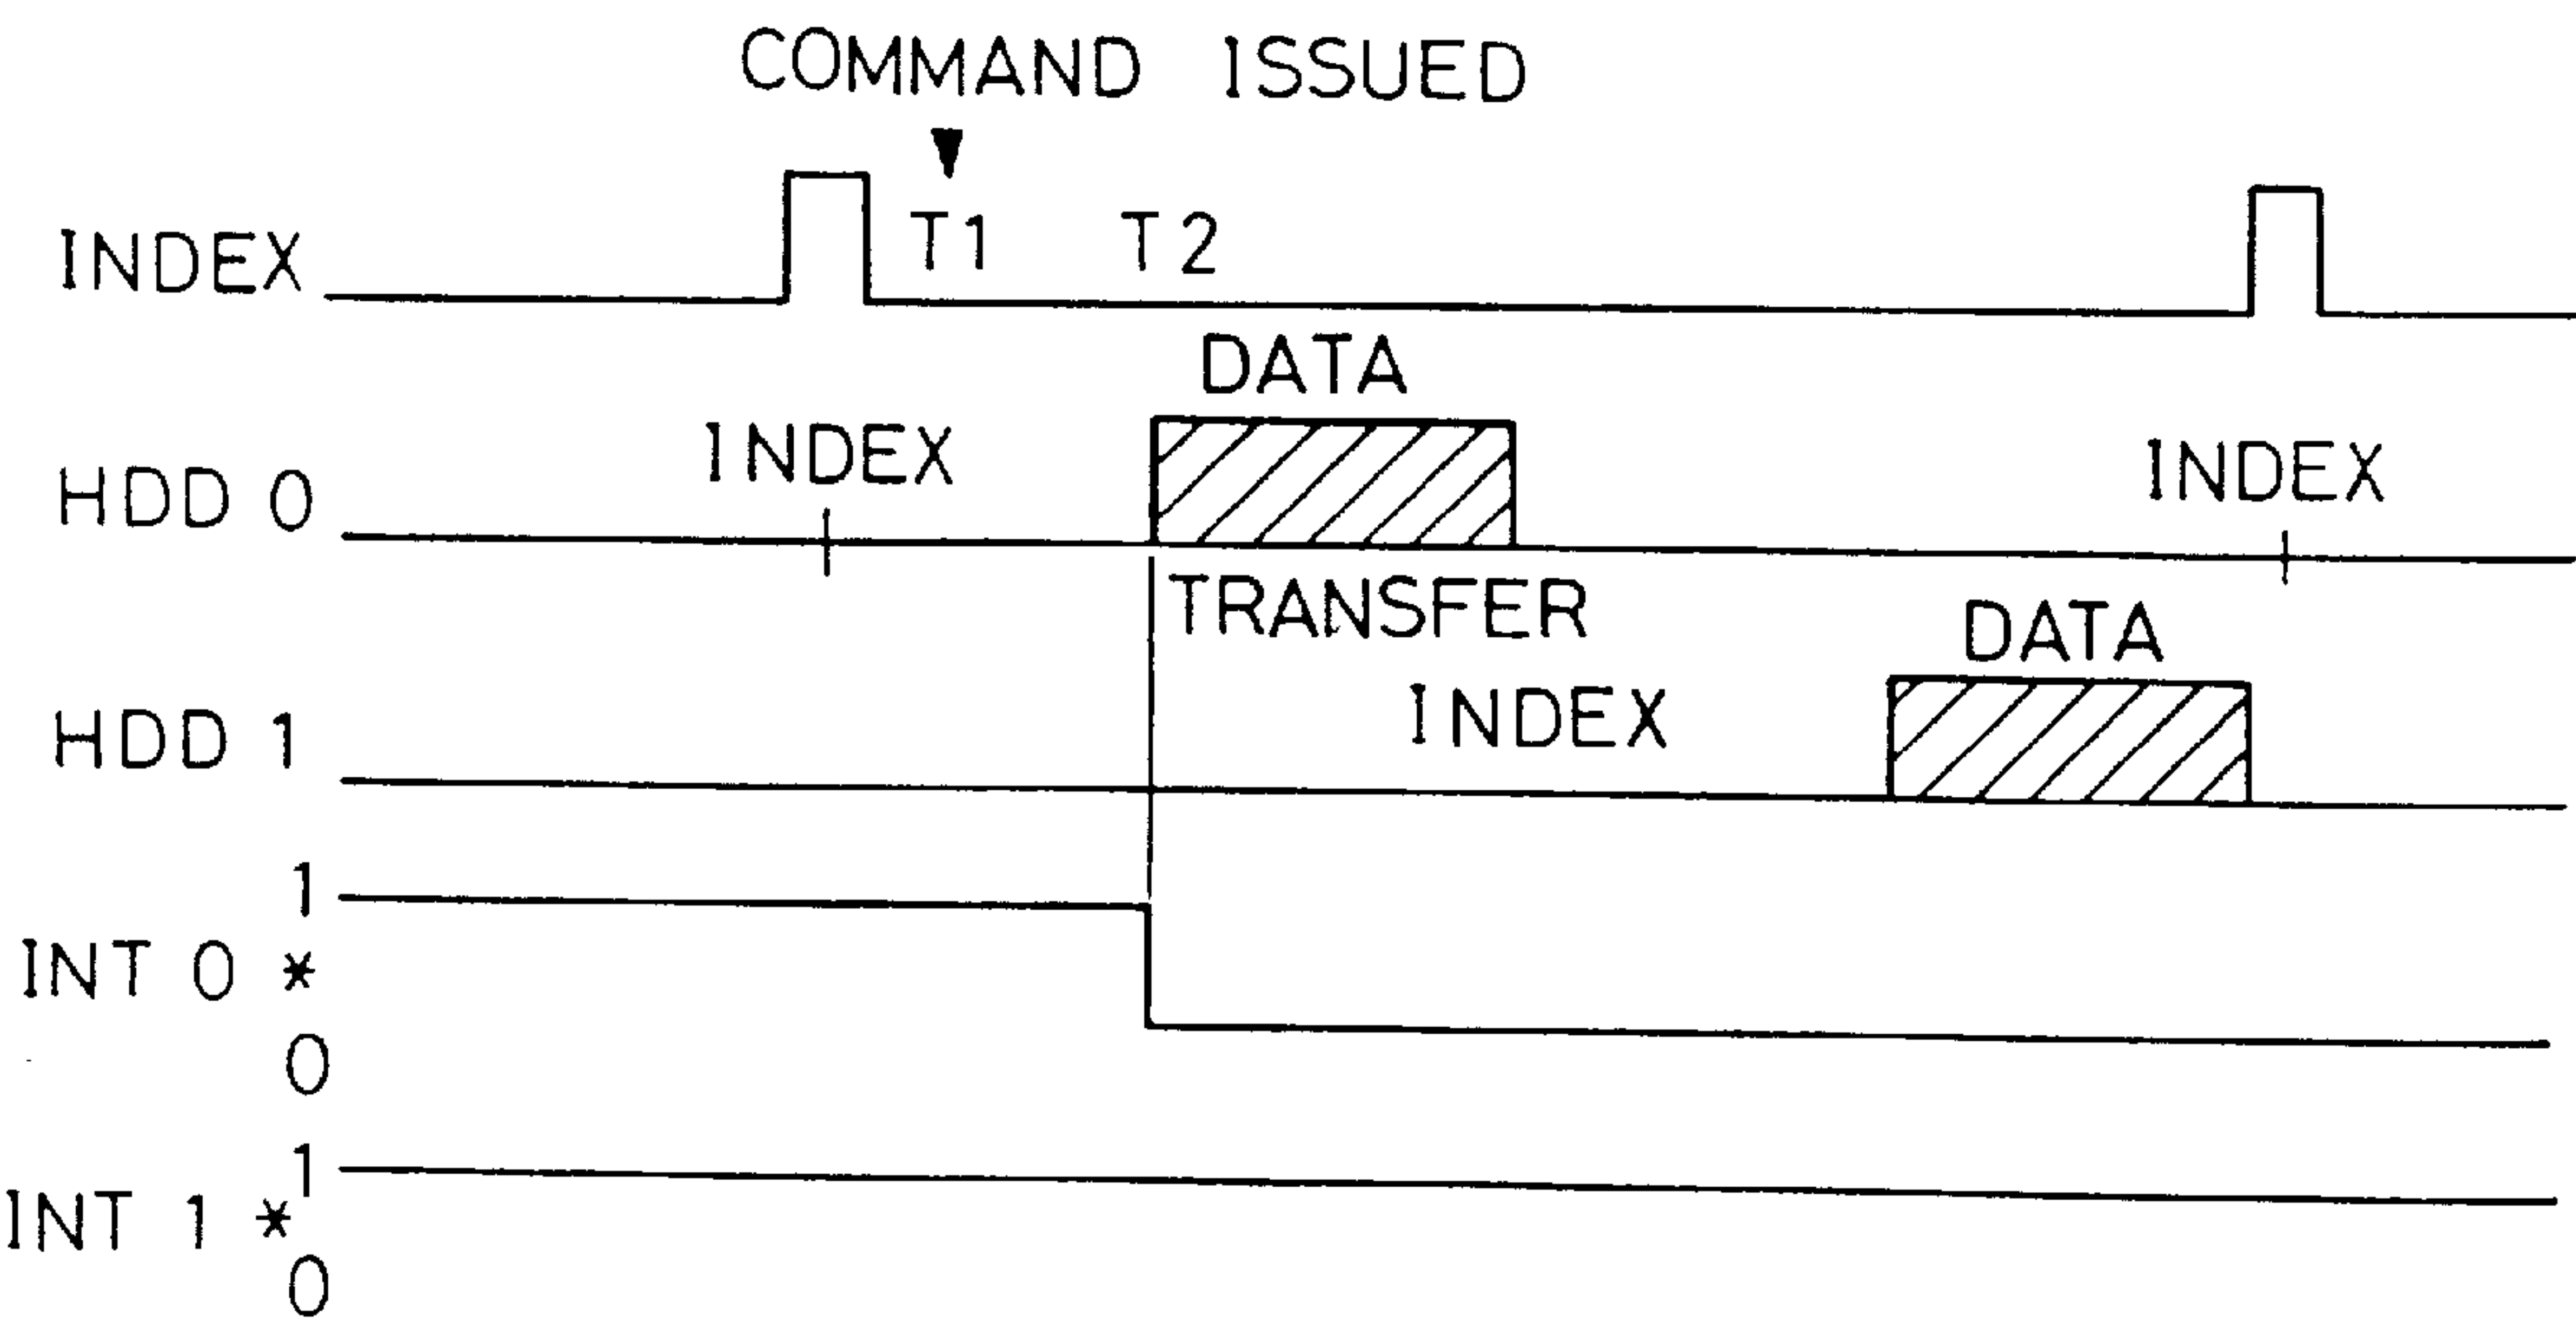 COMMAND ISSUED
T1 T2
INDEX
DATA
INDEX
INDEX
HDD 0
TRANSFER
DATA
INDEX
HDD 1
1
INT 0 *
0
1
INT 1 *
0